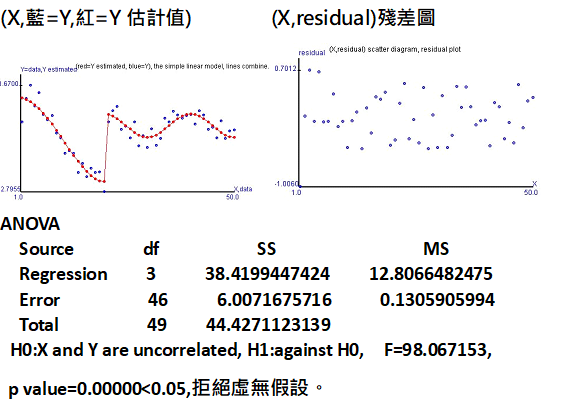 (X,藍=Y,紅=Y 估計值)
(X,residual)殘差圖
Y=data,Y estimated
(red=Y estimated, blue=Y), the simple linear model, lines combine.
.6700
2.7955
1.0
50.0
X,data
residual
(X,residual) scatter diagram, residual plot
0.7012
-1.0060
1.0
50.0
X
ANOVA
Source df SS MS
Regression 3 38.4199447424 12.8066482475
Error 46 6.0071675716 0.1305905994
Total 49 44.4271123139
H0:X and Y are uncorrelated, H1:against H0, F=98.067153,
p value=0.00000<0.05,拒絕虛無假設。